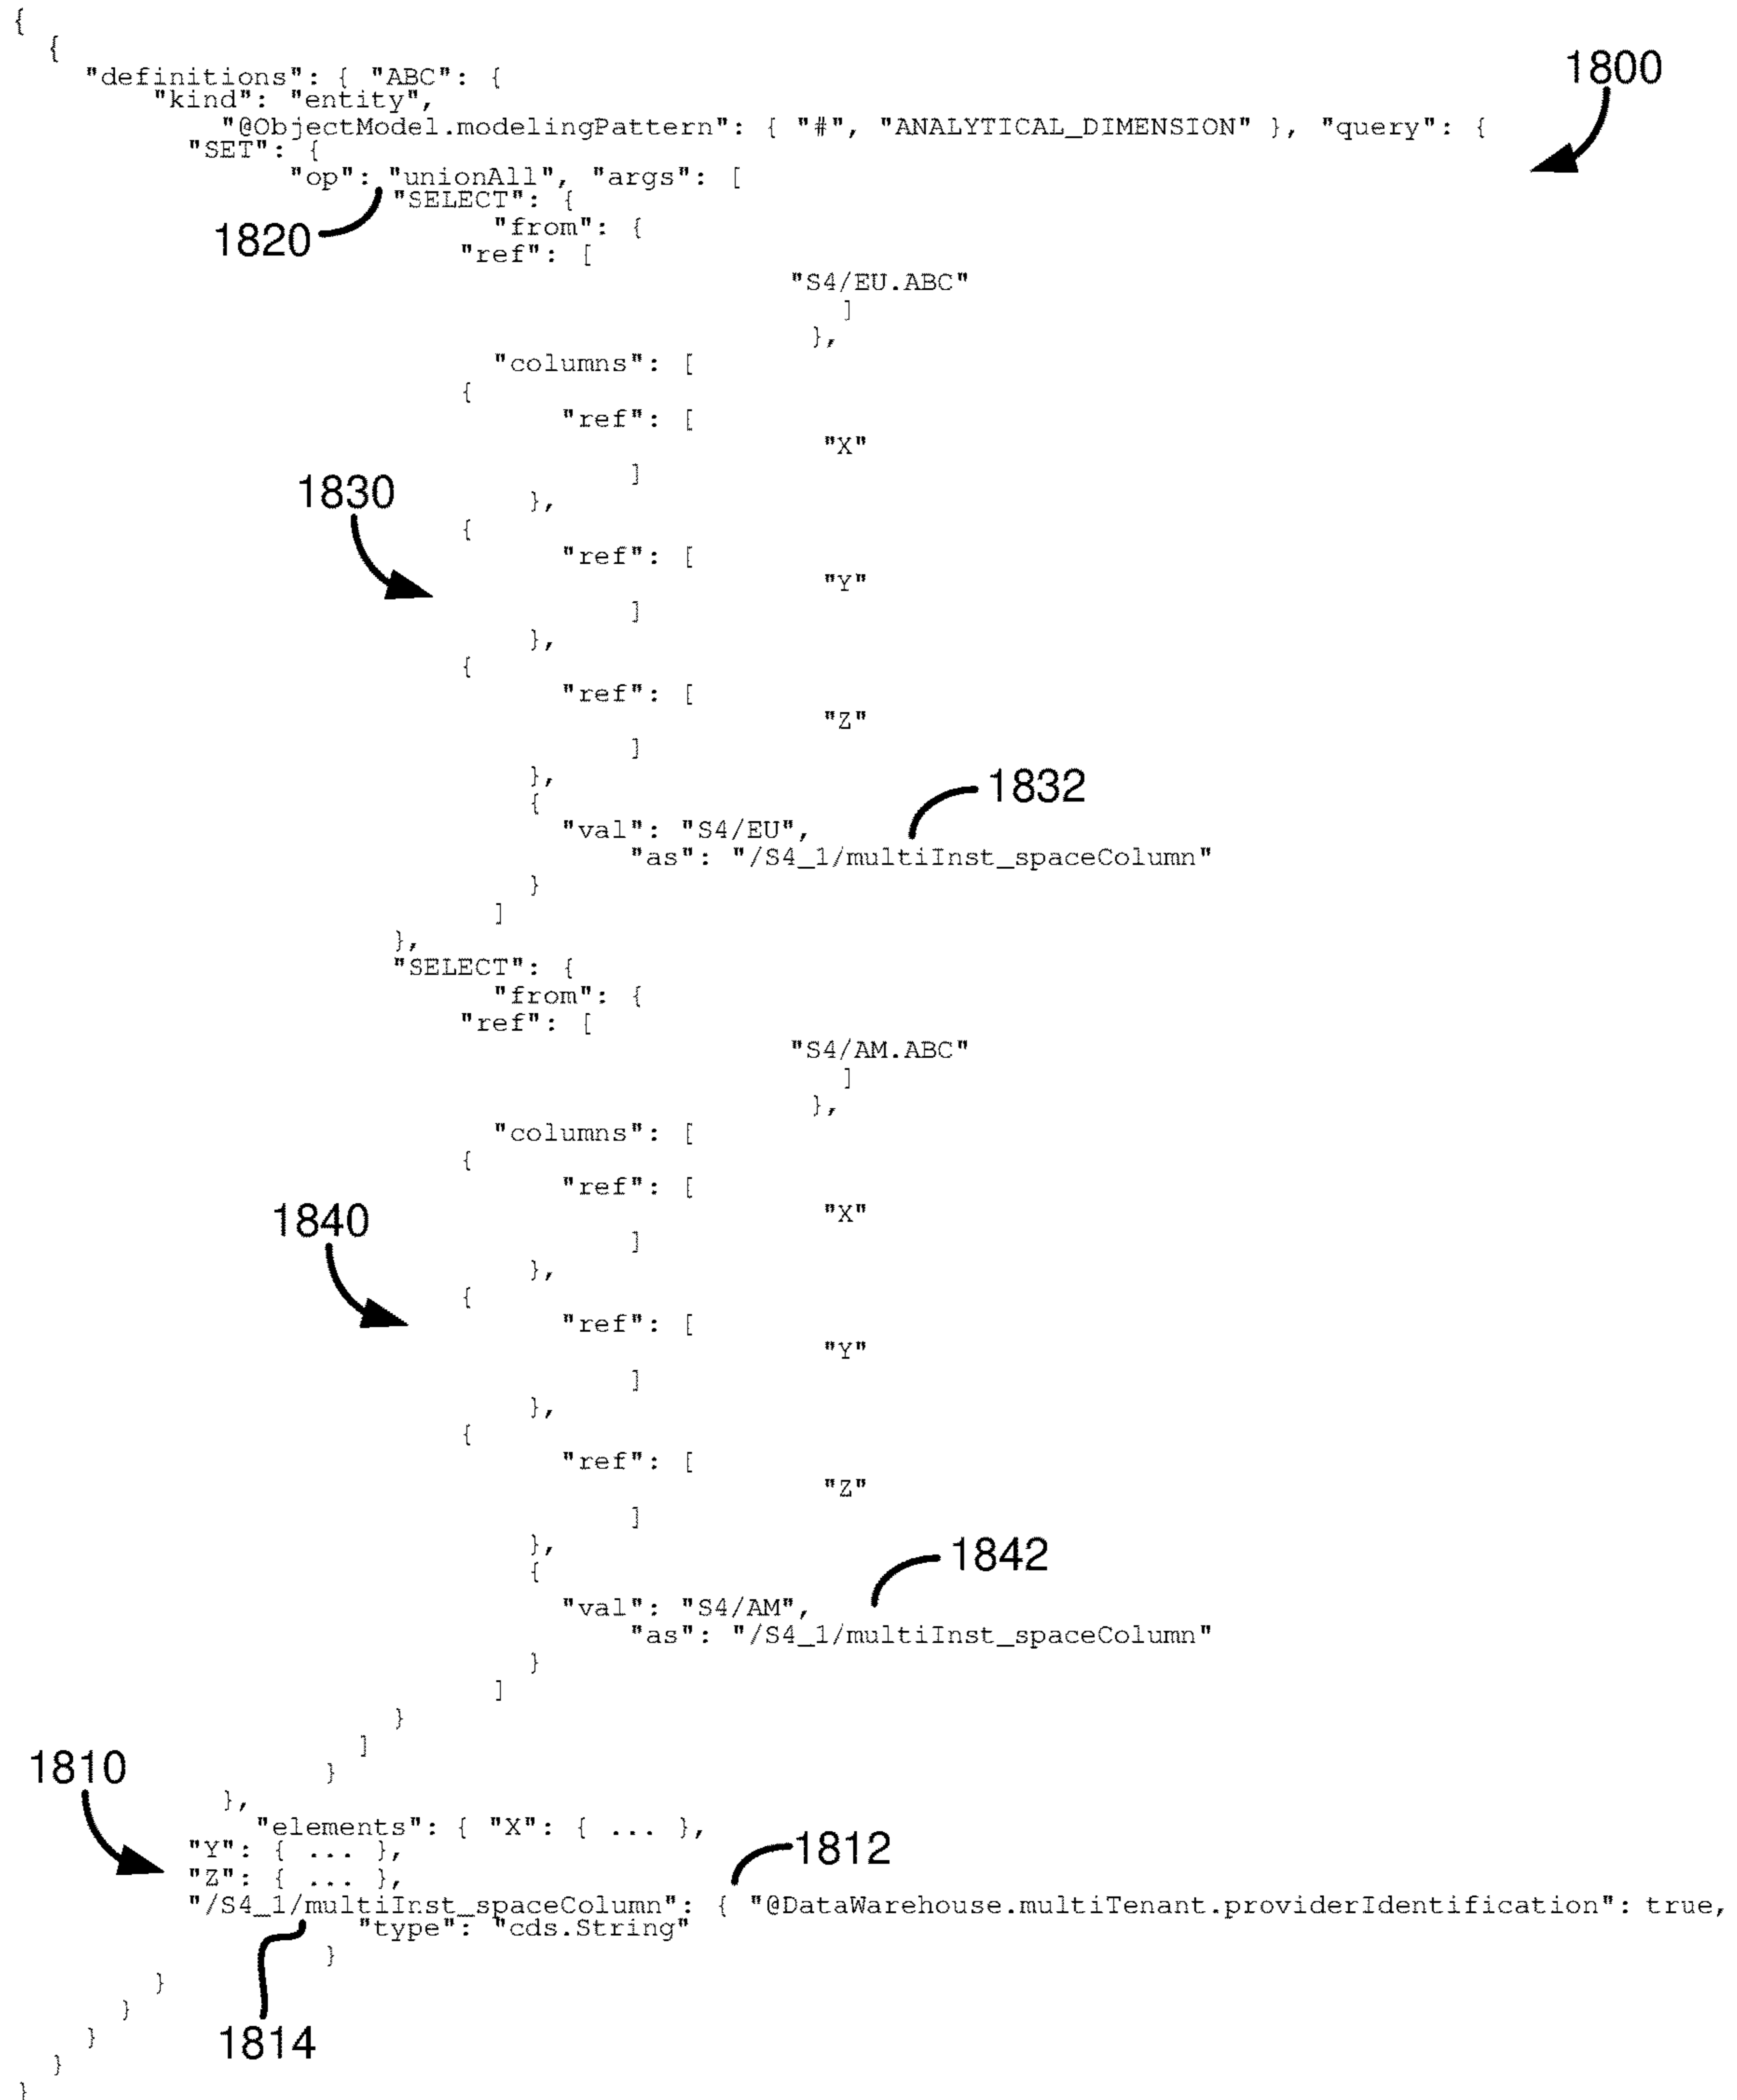 {
{
"definitions": { "ABC": {
1800
"kind": "entity",
"@ObjectModel.modelingPattern": { "#", "ANALYTICAL_DIMENSION" }, "query": {
"SET": {
"op": "unionAll", "args": [
"SELECT": {
"from": {
1820
"ref": [
"S4/EU.ABC"
]
},
"columns": [
{
"ref": [
"X"
]
1830
},
{
"ref": [
"Y"
]
},
{
"ref": [
"Z"
]
},
1832
{
"val": "S4/EU",
"as": "/S4_1/multiInst_spaceColumn"
}
]
},
"SELECT": {
"from": {
"ref": [
"S4/AM.ABC"
]
},
"columns": [
{
"ref": [
"X"
1840
]
},
{
"ref": [
"Y"
]
},
{
"ref": [
"Z"
]
},
1842
{
"val": "S4/AM",
"as": "/S4_1/multiInst_spaceColumn"
}
]
}
]
1810
}
},
"elements": { "X": { ... },
"Y": { ... },
1812
"Z": { ... },
"/S4_1/multiInst_spaceColumn": { "@DataWarehouse.multiTenant.providerIdentification": true,
"type": "cds.String"
}
}
}
}
1814
}
}